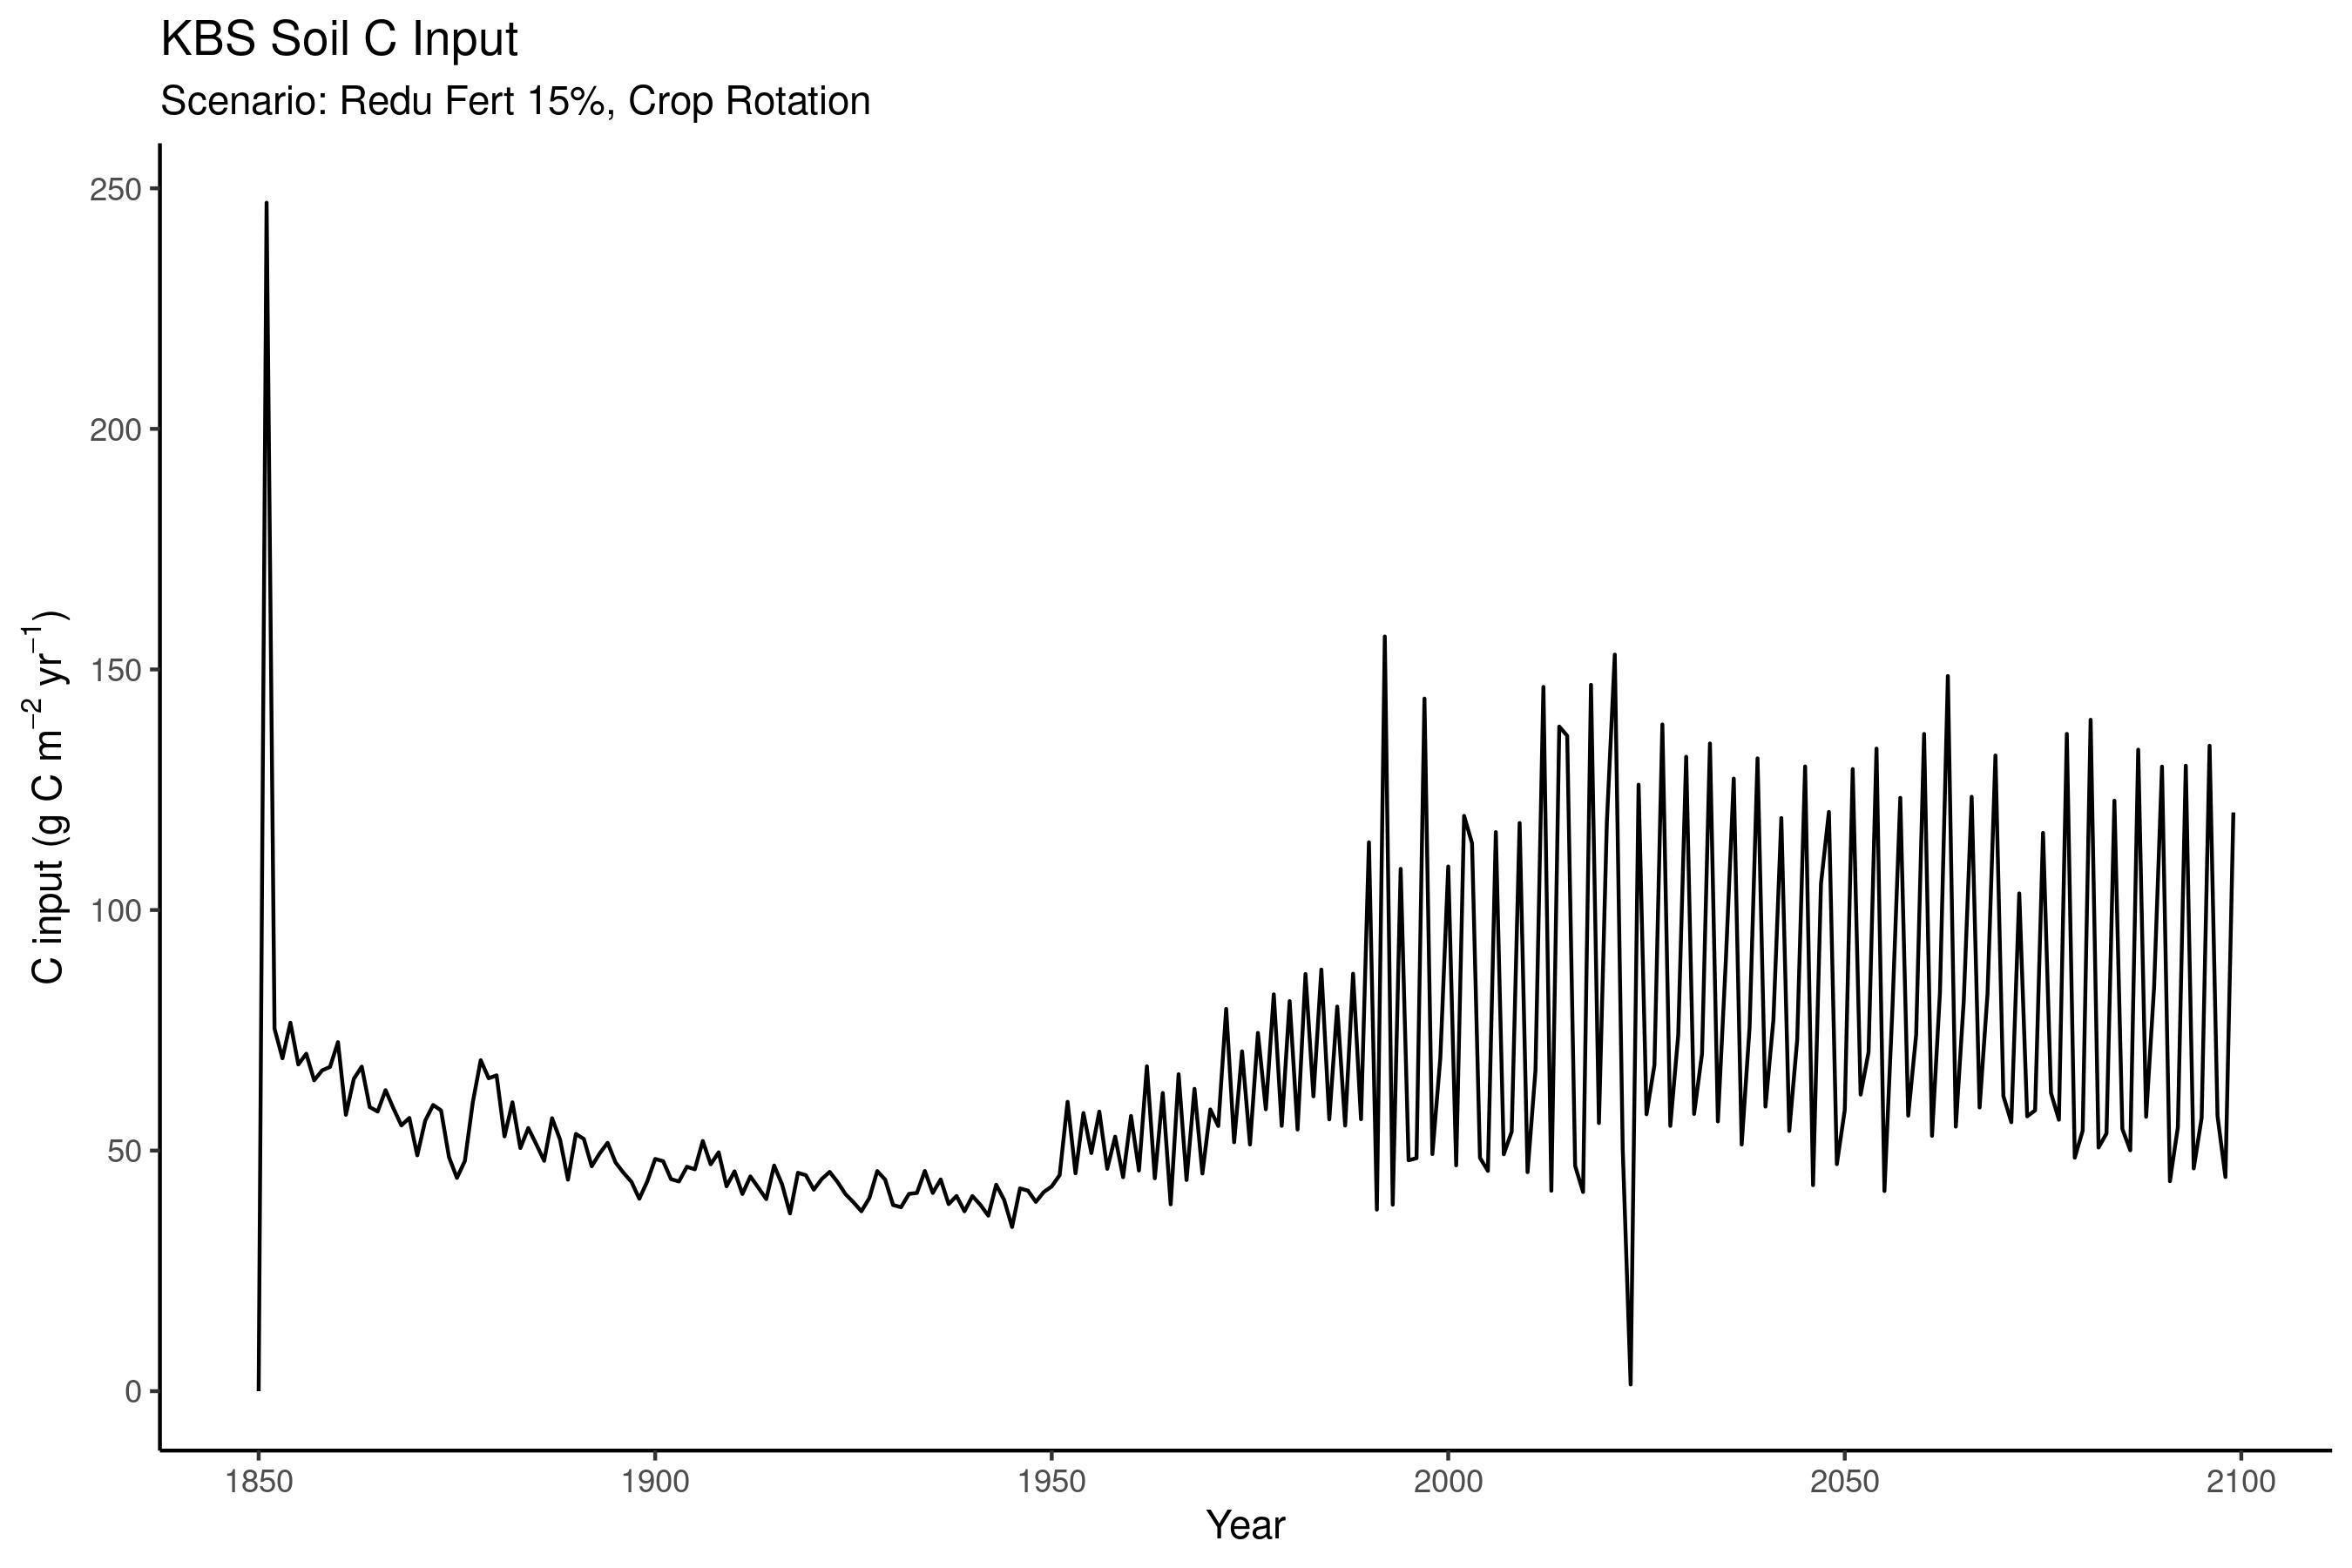 KBS Soil C Input
Scenario: Redu Fert 15%, Crop Rotation
C input (g C m⁻² yr⁻¹)
250
200
150
100
50
0
1850 1900 1950 2000 2050 2100
Year